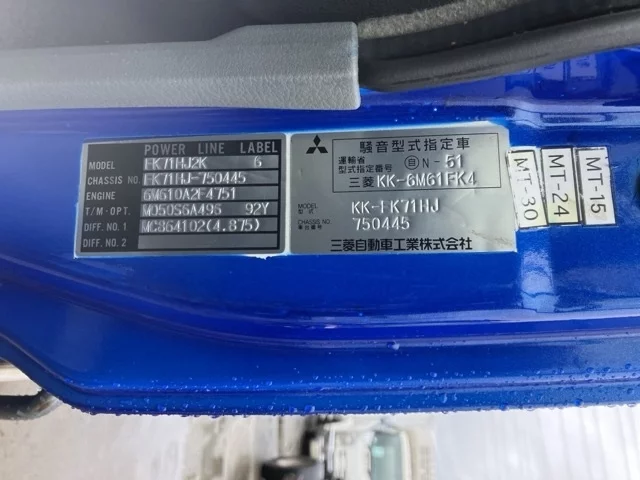 POWER LINE LABEL
MODEL FK71HJ2K G
CHASSIS NO. FK71HJ-750445
ENGINE 6M610A2F4751
T/M・OPT. M050S6A496 92Y
DIFF. NO. 1 MC864102(4.875)
DIFF. NO. 2
騒音型式指定車
運輸省
型式指定番号 自 N - 51
三菱 KK-6M61FK4
MODEL
型式 KK-FK71HJ
CHASSIS NO.
車台番号 750445
三菱自動車工業株式会社
MT-30
MT-24
MT-15